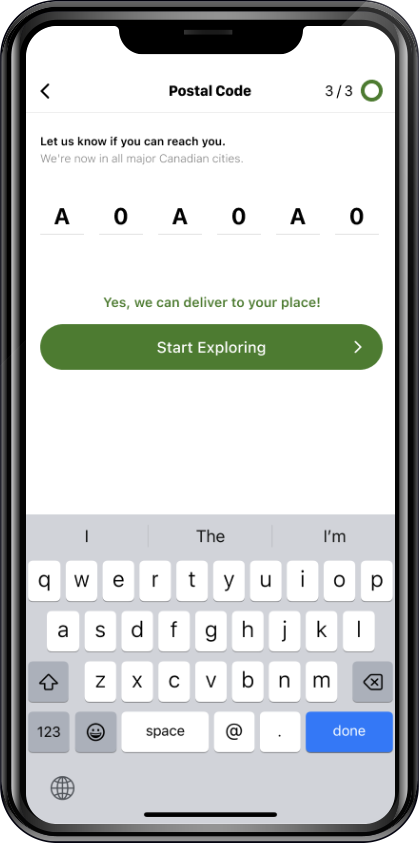 Postal Code
3 / 3
Let us know if you can reach you.
We're now in all major Canadian cities.
A 0 A 0 A 0
Yes, we can deliver to your place!
Start Exploring
I The I'm
q w e r t y u i o p
a s d f g h j k l
z x c v b n m
123 space @ . done